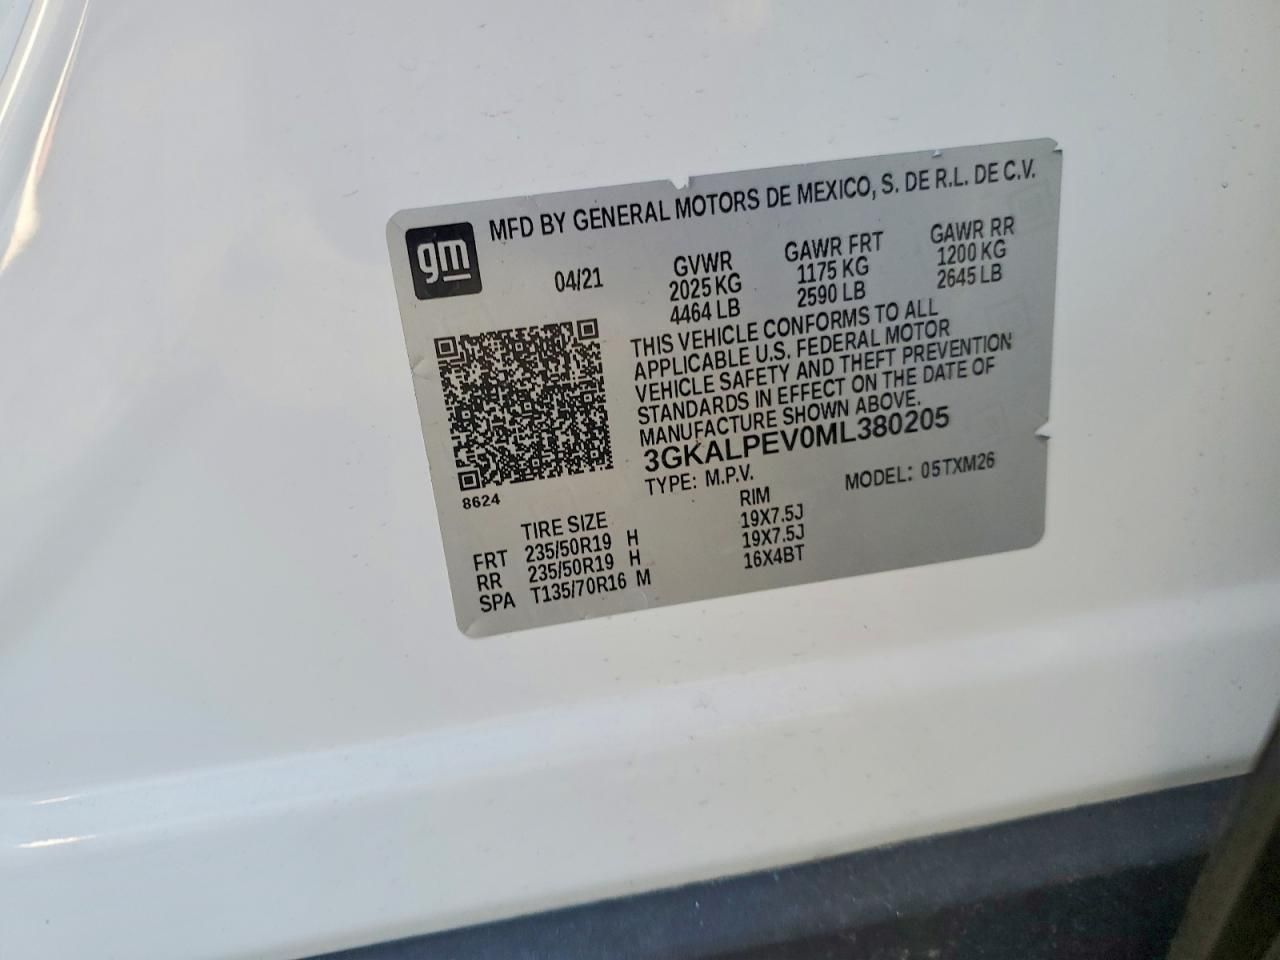 gm
MFD BY GENERAL MOTORS DE MEXICO, S. DE R.L. DE C.V.
04/21
GVWR
2025 KG
4464 LB
GAWR FRT
1175 KG
2590 LB
GAWR RR
1200 KG
2645 LB
THIS VEHICLE CONFORMS TO ALL
APPLICABLE U.S. FEDERAL MOTOR
VEHICLE SAFETY AND THEFT PREVENTION
STANDARDS IN EFFECT ON THE DATE OF
MANUFACTURE SHOWN ABOVE.
3GKALPEV0ML380205
TYPE: M.P.V.
MODEL: 05TXM26
8624
TIRE SIZE RIM
FRT 235/50R19 H 19X7.5J
RR 235/50R19 H 19X7.5J
SPA T135/70R16 M 16X4BT